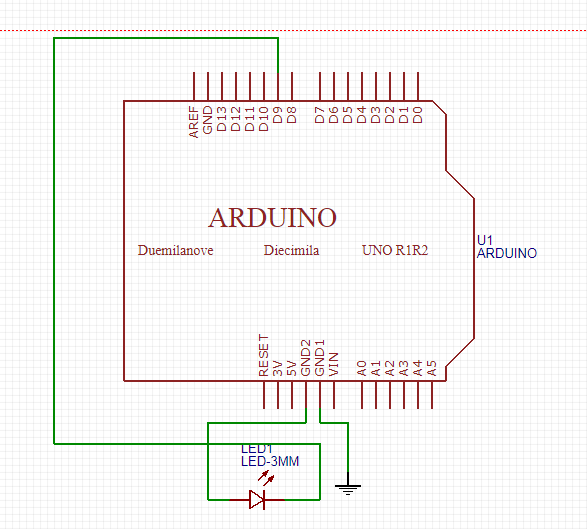 AREF
GND
D13
D12
D11
D10
D9
D8
D7
D6
D5
D4
D3
D2
D1
D0
ARDUINO
Duemilanove
Diecimila
UNO R1R2
U1
ARDUINO
RESET
3V
5V
GND2
GND1
VIN
A0
A1
A2
A3
A4
A5
LED1
LED-3MM